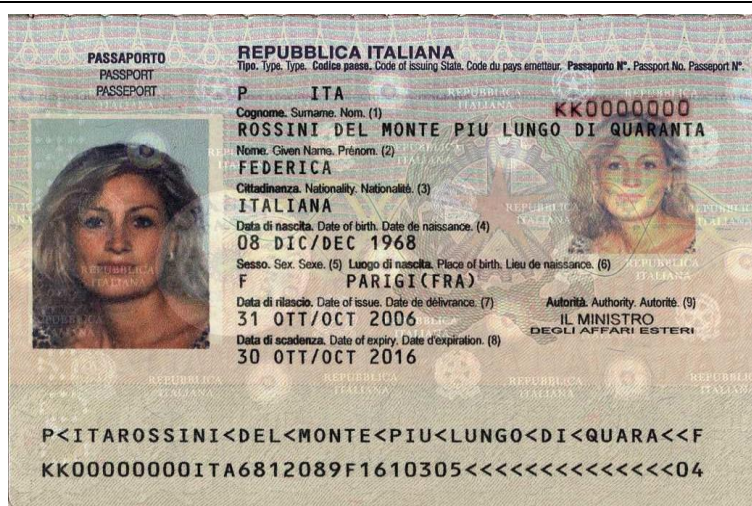 PASSAPORTO
PASSPORT
PASSEPORT
REPUBBLICA ITALIANA
Tipo. Type. Type. Codice paese. Code of issuing State. Code du pays emetteur. Passaporto N°. Passport No. Passeport N°.
P ITA
KK0000000
Cognome. Surname. Nom. (1)
ROSSINI DEL MONTE PIU LUNGO DI QUARANTA
Nome. Given Name. Prénom. (2)
FEDERICA
Cittadinanza. Nationality. Nationalité. (3)
ITALIANA
Data di nascita. Date of birth. Date de naissance. (4)
08 DIC/DEC 1968
Sesso. Sex. Sexe. (5) Luogo di nascita. Place of birth. Lieu de naissance. (6)
F PARIGI(FRA)
Data di rilascio. Date of issue. Date de délivrance. (7)
31 OTT/OCT 2006
Autorità. Authority. Autorité. (9)
IL MINISTRO
DEGLI AFFARI ESTERI
Data di scadenza. Date of expiry. Date d'expiration. (8)
30 OTT/OCT 2016
P<ITAROSSINI<DEL<MONTE<PIU<LUNGO<DI<QUARA<<F
KK00000000ITA6812089F1610305<<<<<<<<<<<<<<04